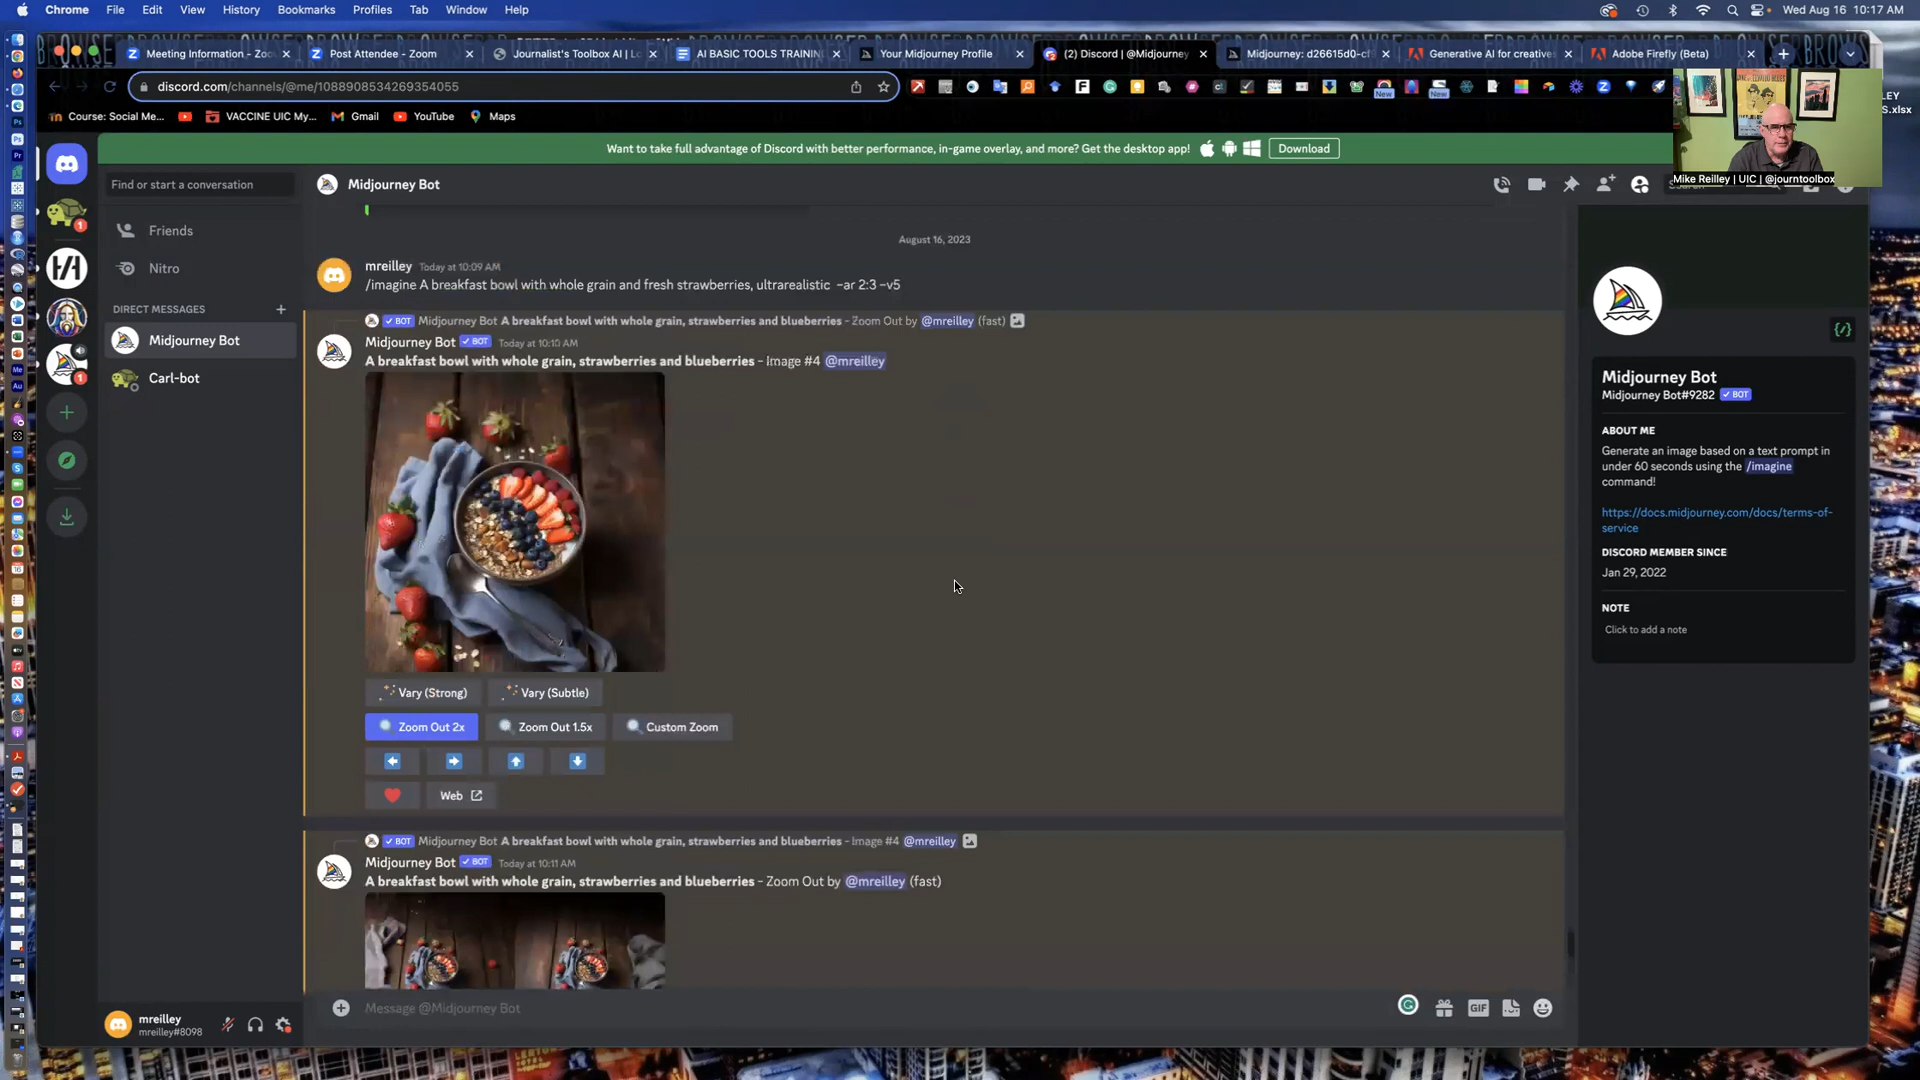 Chrome File Edit View History Bookmarks Profiles Tab Window Help Wed Aug 16 10:17 AM
Meeting Information - Zoo Post Attendee - Zoom Journalist's Toolbox AI | Lo AI BASIC TOOLS TRAININ Your Midjourney Profile (2) Discord | @Midjourney Midjourney: d26615d0-cf Generative AI for creatives Adobe Firefly (Beta)
discord.com/channels/@me/1088908534269354055
Course: Social Me... VACCINE UIC My... Gmail YouTube Maps
Mike Reilley | UIC | @journtoolbox
Want to take full advantage of Discord with better performance, in-game overlay, and more? Get the desktop app! Download
Find or start a conversation
Midjourney Bot
Friends
Nitro
DIRECT MESSAGES
Midjourney Bot
Carl-bot
August 16, 2023
mreilley Today at 10:09 AM
/imagine A breakfast bowl with whole grain and fresh strawberries, ultrarealistic –ar 2:3 –v5
✓ BOT Midjourney Bot A breakfast bowl with whole grain, strawberries and blueberries - Zoom Out by @mreilley (fast)
Midjourney Bot ✓ BOT Today at 10:10 AM
A breakfast bowl with whole grain, strawberries and blueberries - Image #4 @mreilley
Vary (Strong) Vary (Subtle)
Zoom Out 2x Zoom Out 1.5x Custom Zoom
Web
✓ BOT Midjourney Bot A breakfast bowl with whole grain, strawberries and blueberries - Image #4 @mreilley
Midjourney Bot ✓ BOT Today at 10:11 AM
A breakfast bowl with whole grain, strawberries and blueberries - Zoom Out by @mreilley (fast)
Message @Midjourney Bot
GIF
mreilley
mreilley#8098
Midjourney Bot
Midjourney Bot#9282 ✓ BOT
ABOUT ME
Generate an image based on a text prompt in
under 60 seconds using the /imagine
command!
https://docs.midjourney.com/docs/terms-of-
service
DISCORD MEMBER SINCE
Jan 29, 2022
NOTE
Click to add a note